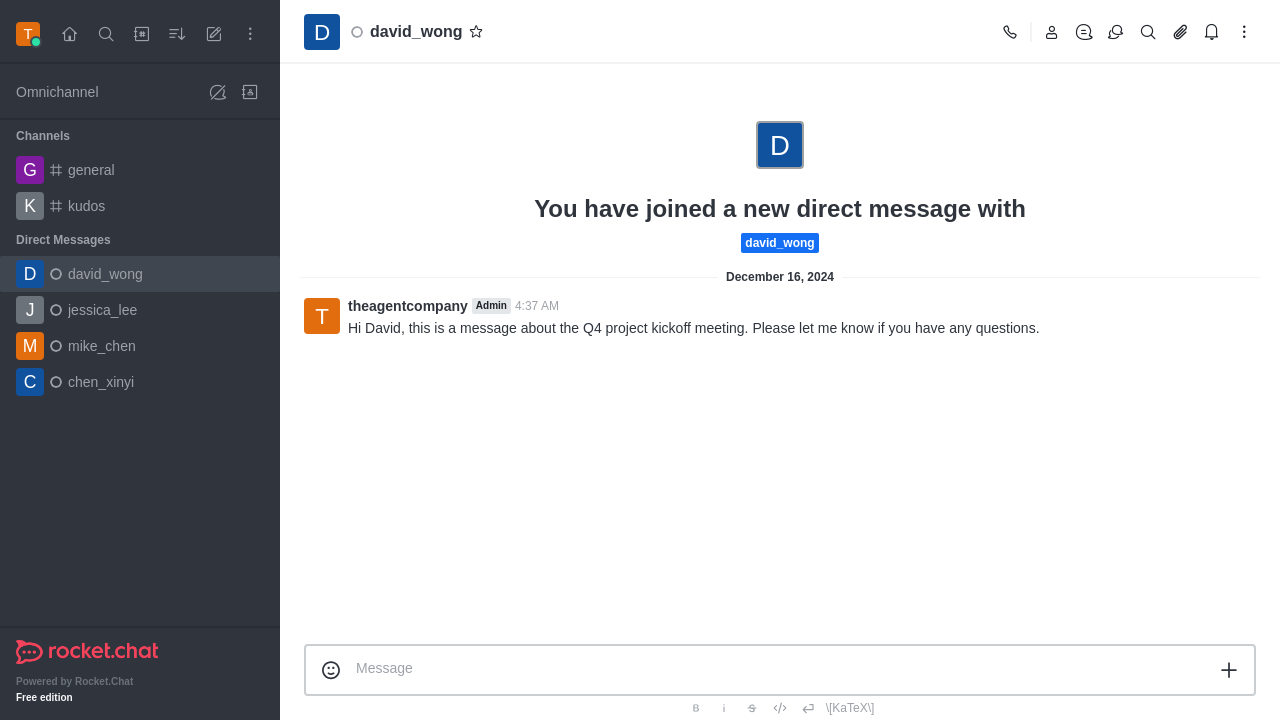 T
Omnichannel
Channels
G general
K kudos
Direct Messages
D david_wong
J jessica_lee
M mike_chen
C chen_xinyi
rocket.chat
Powered by Rocket.Chat
Free edition
D david_wong
D
You have joined a new direct message with
david_wong
December 16, 2024
T theagentcompany Admin 4:37 AM
Hi David, this is a message about the Q4 project kickoff meeting. Please let me know if you have any questions.
Message
B i S \[KaTeX\]